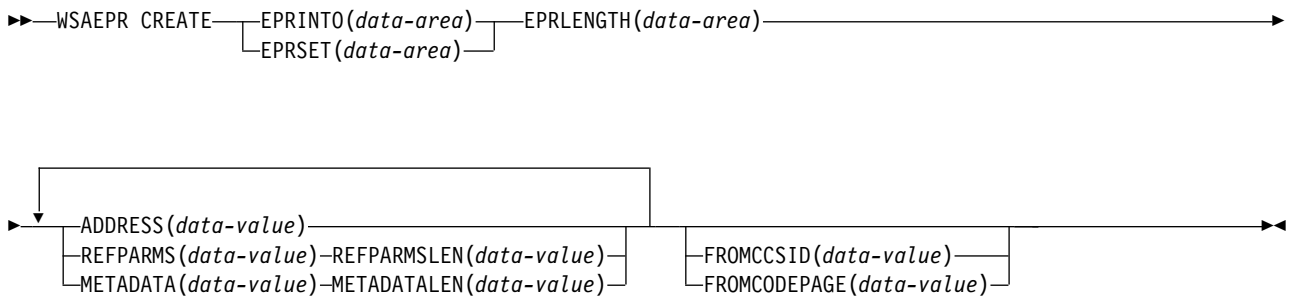 WSAEPR CREATE EPRINTO(data-area) EPRLENGTH(data-area)
EPRSET(data-area)
ADDRESS(data-value)
REFPARMS(data-value) REFPARMSLEN(data-value) FROMCCSID(data-value)
METADATA(data-value) METADATALEN(data-value) FROMCODEPAGE(data-value)